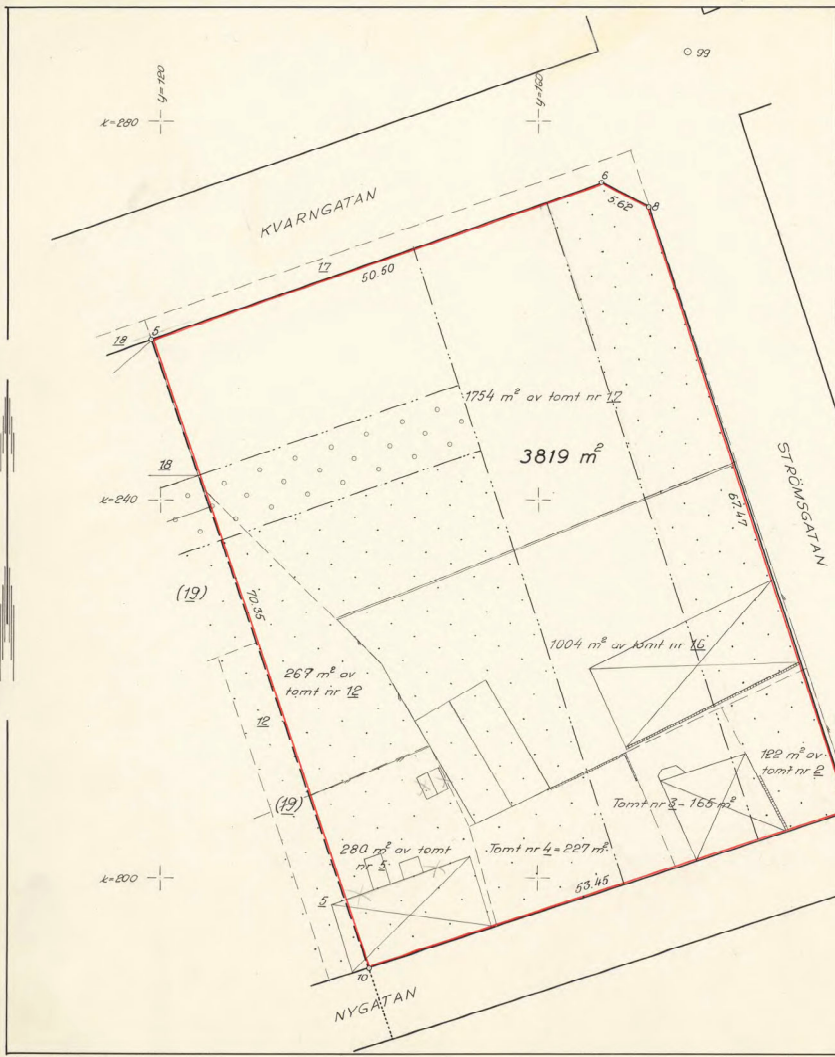 99
y=120
y=160
x=280
KVARNGATAN
6
5.62
8
17
50.50
5
18
1754 m² av tomt nr 17
3819 m²
18
x=240
STRÖMSGATAN
67.47
(19)
70.35
1004 m² av tomt nr 16
267 m² av
tomt nr 12
12
122 m² av
tomt nr 2
(19)
Tomt nr 3 = 165 m²
280 m² av tomt
nr 5
Tomt nr 4 = 227 m²
x=200
53.45
5
10
NYGATAN